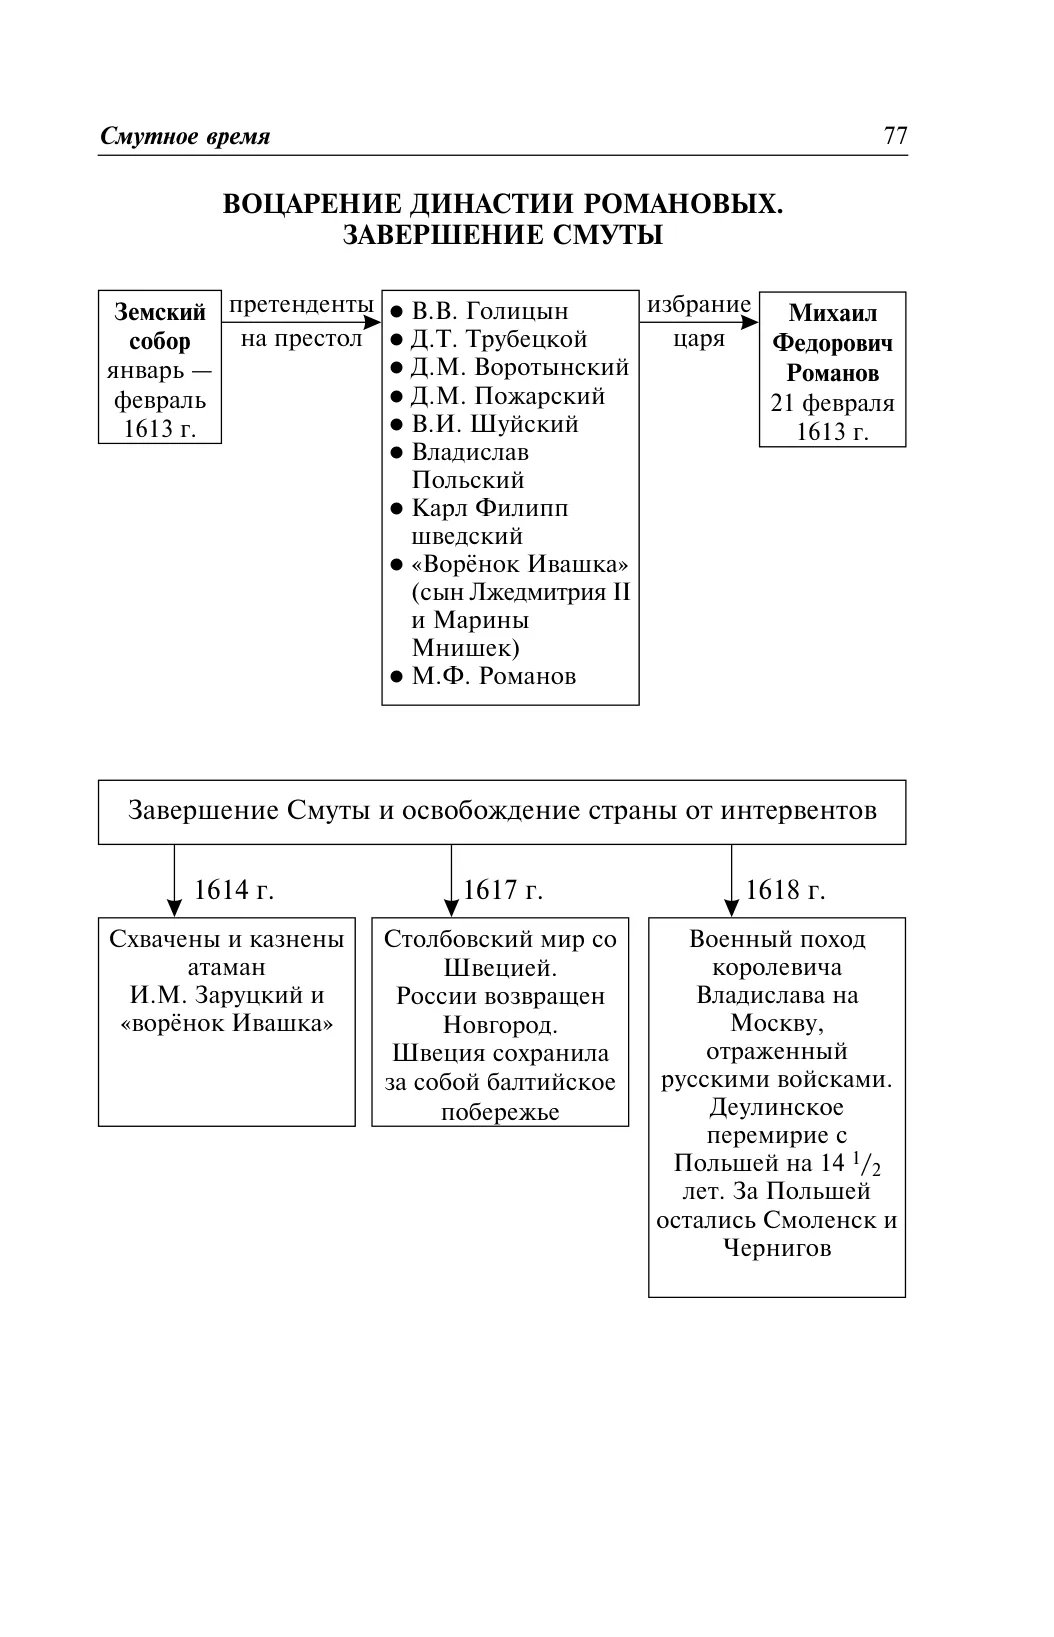 Смутное время 77
ВОЦАРЕНИЕ ДИНАСТИИ РОМАНОВЫХ.
ЗАВЕРШЕНИЕ СМУТЫ
Земский
собор
январь —
февраль
1613 г.
претенденты
на престол
● В.В. Голицын
● Д.Т. Трубецкой
● Д.М. Воротынский
● Д.М. Пожарский
● В.И. Шуйский
● Владислав
Польский
● Карл Филипп
шведский
● «Ворёнок Ивашка»
(сын Лжедмитрия II
и Марины
Мнишек)
● М.Ф. Романов
избрание
царя
Михаил
Федорович
Романов
21 февраля
1613 г.
Завершение Смуты и освобождение страны от интервентов
1614 г.
Схвачены и казнены
атаман
И.М. Заруцкий и
«ворёнок Ивашка»
1617 г.
Столбовский мир со
Швецией.
России возвращен
Новгород.
Швеция сохранила
за собой балтийское
побережье
1618 г.
Военный поход
королевича
Владислава на
Москву,
отраженный
русскими войсками.
Деулинское
перемирие с
Польшей на 14 1/2
лет. За Польшей
остались Смоленск и
Чернигов